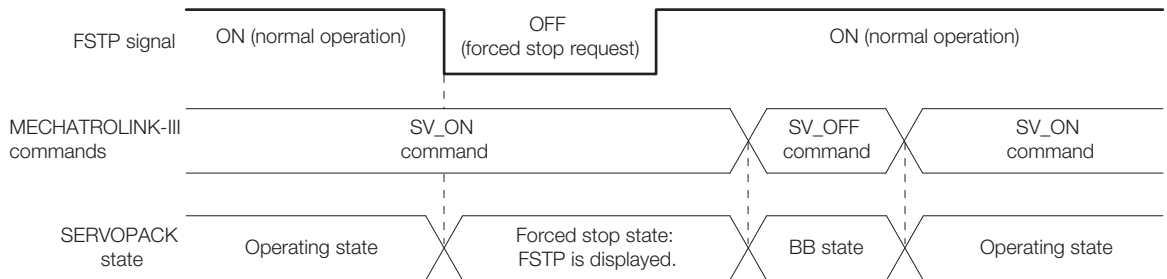 FSTP signal
ON (normal operation)
OFF
(forced stop request)
ON (normal operation)
MECHATROLINK-III
commands
SV_ON
command
SV_OFF
command
SV_ON
command
SERVOPACK
state
Operating state
Forced stop state:
FSTP is displayed.
BB state
Operating state